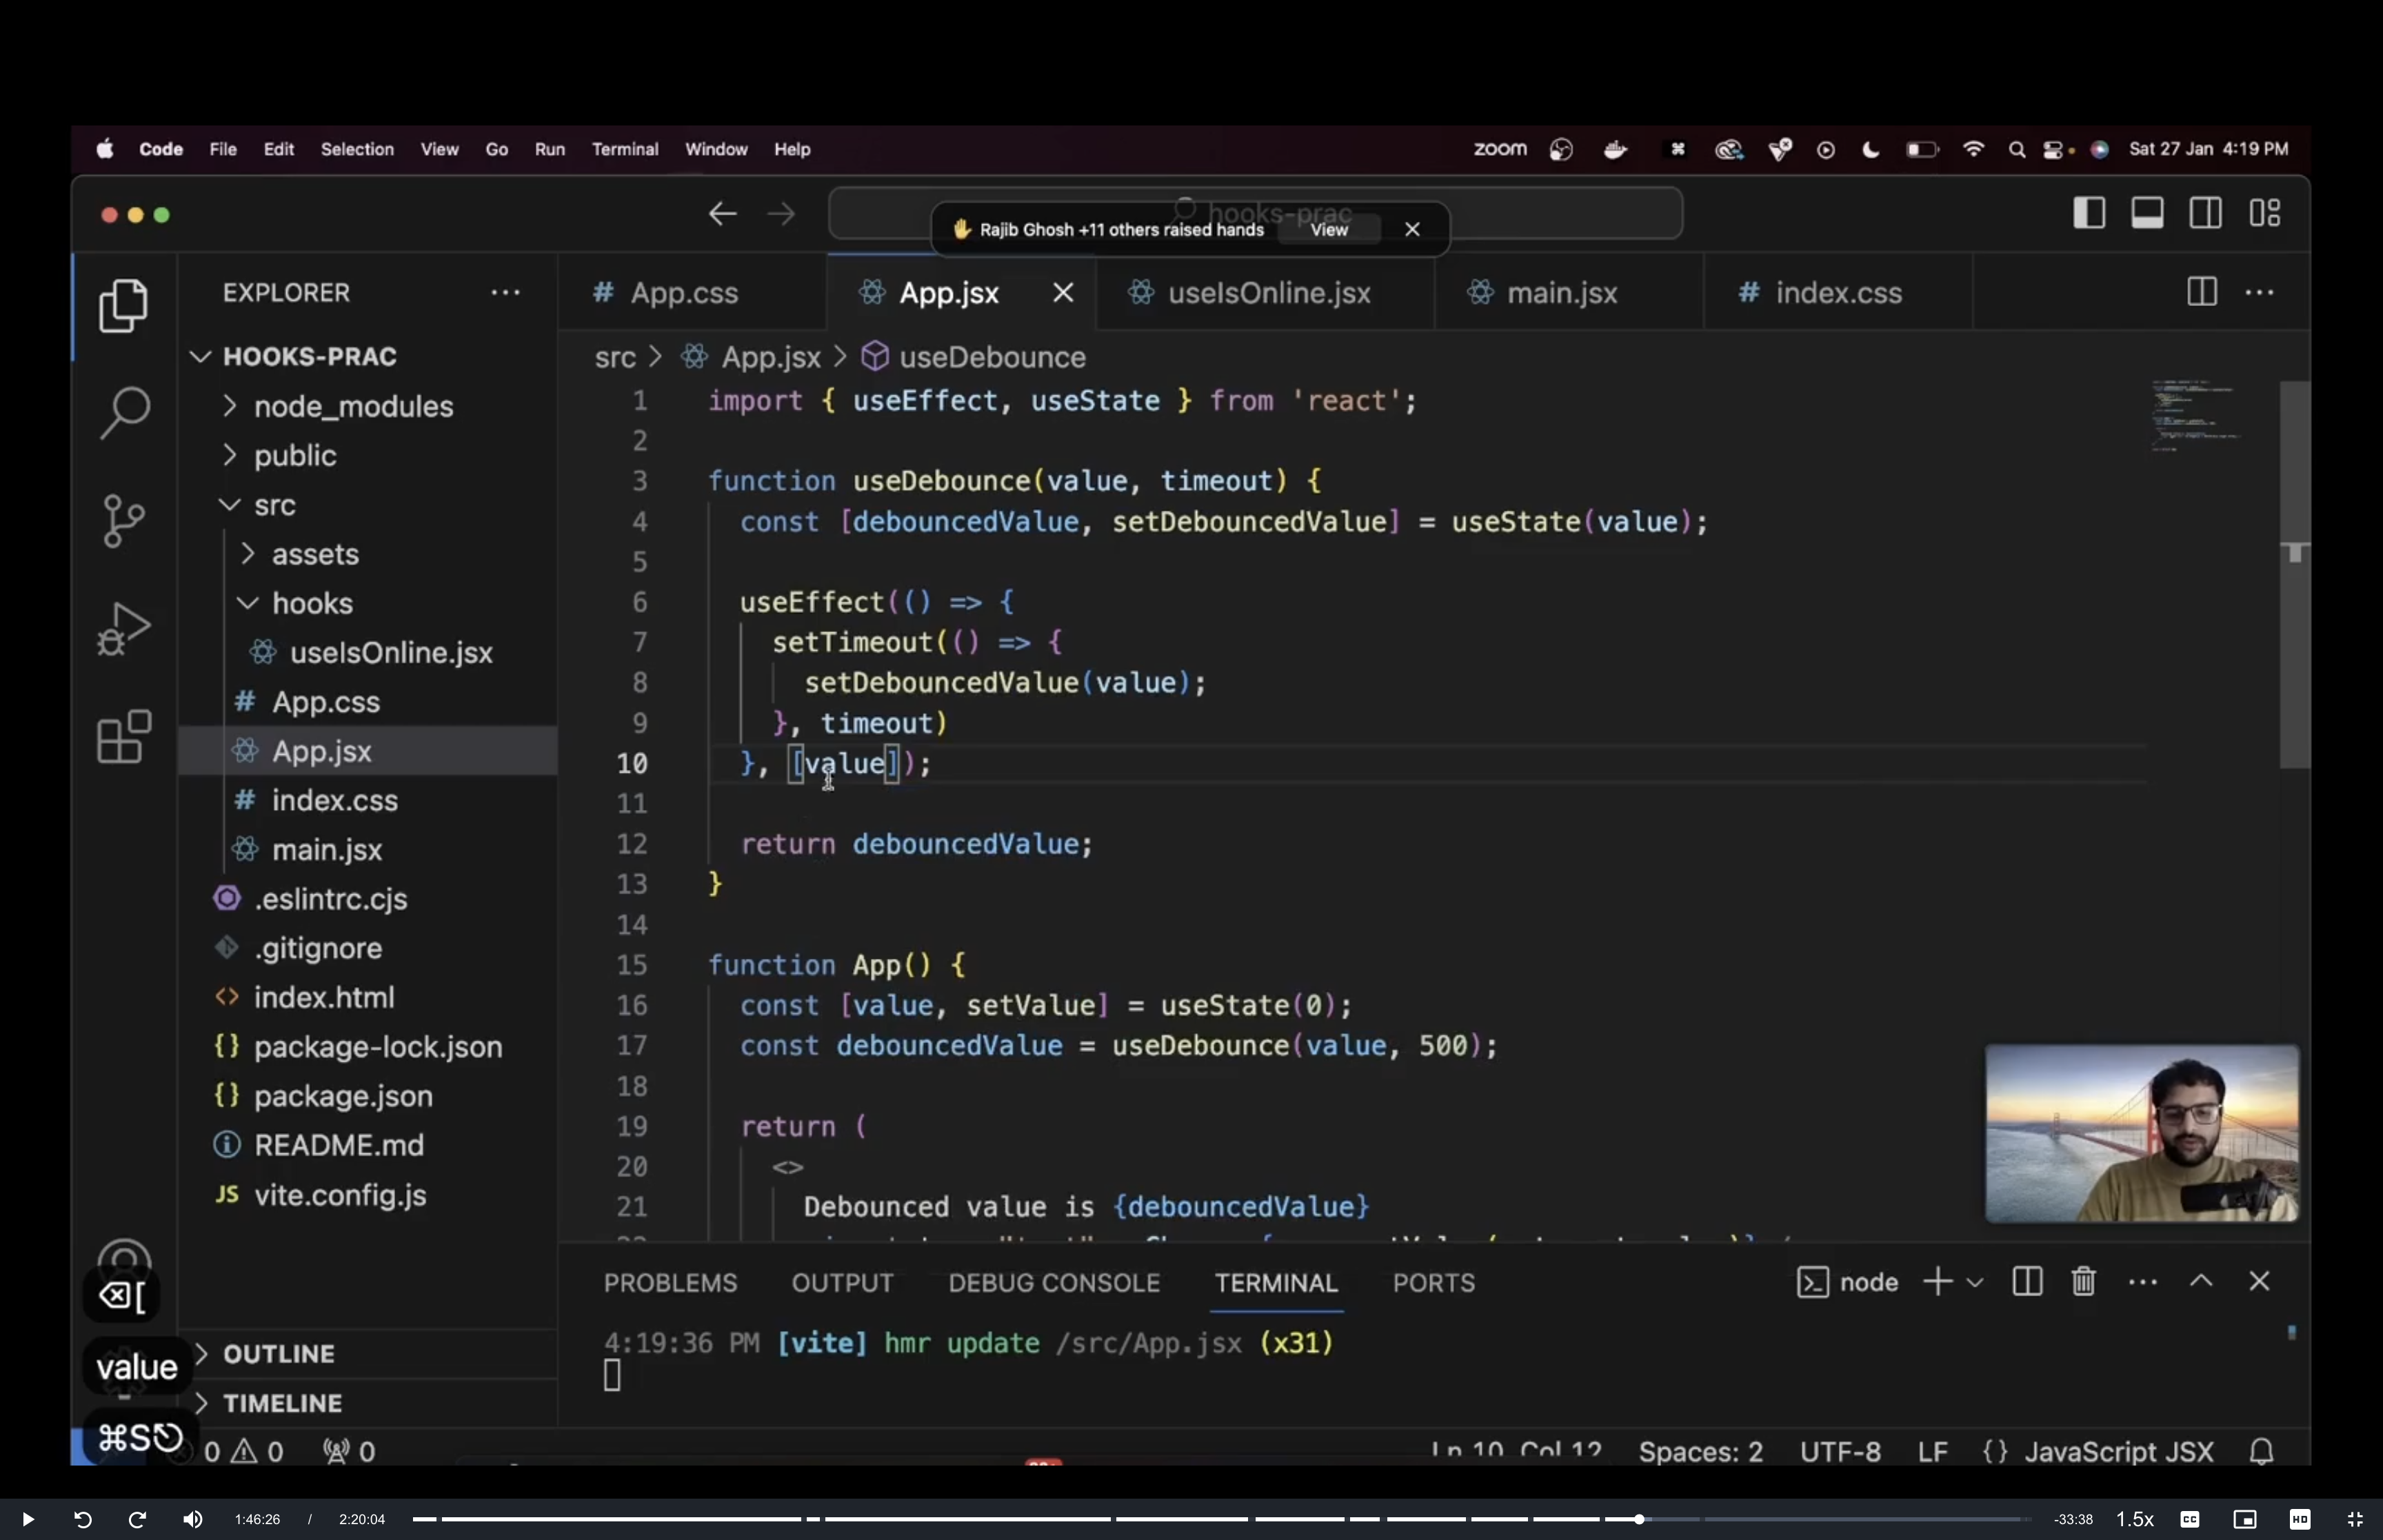 Code File Edit Selection View Go Run Terminal Window Help
zoom
Sat 27 Jan 4:19 PM
hooks-prac
Rajib Ghosh +11 others raised hands View
EXPLORER
App.css
App.jsx
useIsOnline.jsx
main.jsx
index.css
HOOKS-PRAC
node_modules
public
src
assets
hooks
useIsOnline.jsx
App.css
App.jsx
index.css
main.jsx
.eslintrc.cjs
.gitignore
index.html
package-lock.json
package.json
README.md
vite.config.js
OUTLINE
TIMELINE
src > App.jsx > useDebounce
1 import { useEffect, useState } from 'react';
2
3 function useDebounce(value, timeout) {
4 const [debouncedValue, setDebouncedValue] = useState(value);
5
6 useEffect(() => {
7 setTimeout(() => {
8 setDebouncedValue(value);
9 }, timeout)
10 }, [value]);
11
12 return debouncedValue;
13 }
14
15 function App() {
16 const [value, setValue] = useState(0);
17 const debouncedValue = useDebounce(value, 500);
18
19 return (
20 <>
21 Debounced value is {debouncedValue}
PROBLEMS OUTPUT DEBUG CONSOLE TERMINAL PORTS
node
4:19:36 PM [vite] hmr update /src/App.jsx (x31)
⌫[
value
⌘S
0 0 0
Ln 10, Col 12 Spaces: 2 UTF-8 LF {} JavaScript JSX
1:46:26 / 2:20:04
-33:38 1.5x CC HD